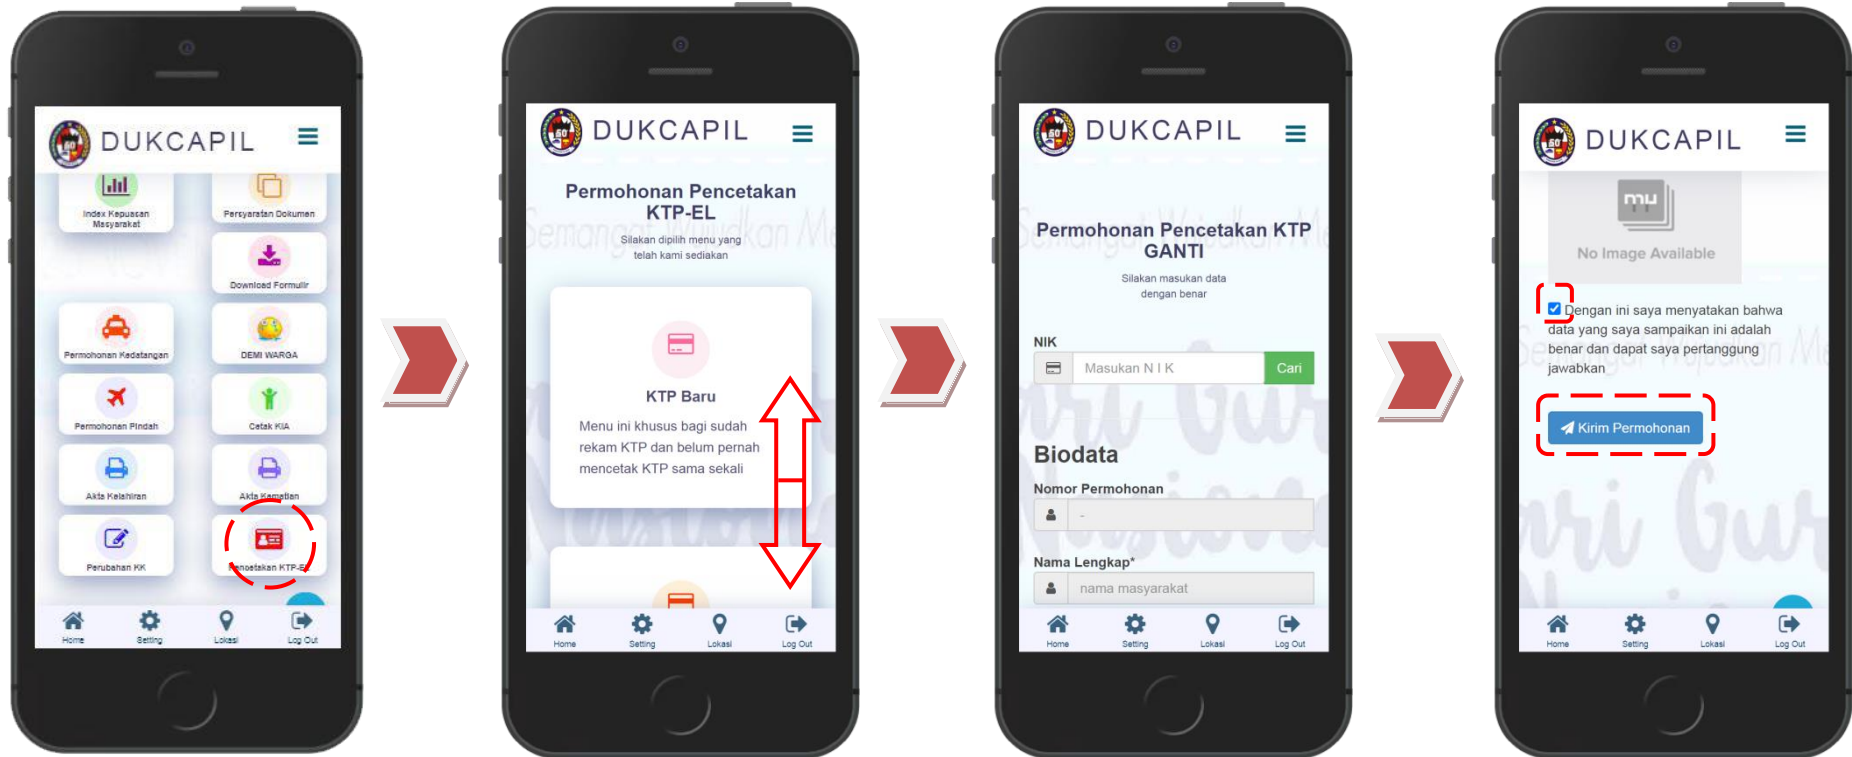 DUKCAPIL
Index Kepuasan
Masyarakat
Persyaratan Dokumen
Download Formulir
Permohonan Kedatangan
DEMI WARGA
Permohonan Pindah
Cetak KIA
Akta Kelahiran
Akta Kematian
Perubahan KK
Pencetakan KTP-EL
Home
Setting
Lokasi
Log Out
DUKCAPIL
Permohonan Pencetakan
KTP-EL
Silakan dipilih menu yang
telah kami sediakan
KTP Baru
Menu ini khusus bagi sudah
rekam KTP dan belum pernah
mencetak KTP sama sekali
Home
Setting
Lokasi
Log Out
DUKCAPIL
Permohonan Pencetakan KTP
GANTI
Silakan masukan data
dengan benar
NIK
Masukan N I K
Cari
Biodata
Nomor Permohonan
-
Nama Lengkap*
nama masyarakat
Home
Setting
Lokasi
Log Out
DUKCAPIL
No Image Available
Dengan ini saya menyatakan bahwa
data yang saya sampaikan ini adalah
benar dan dapat saya pertanggung
jawabkan
Kirim Permohonan
Home
Setting
Lokasi
Log Out